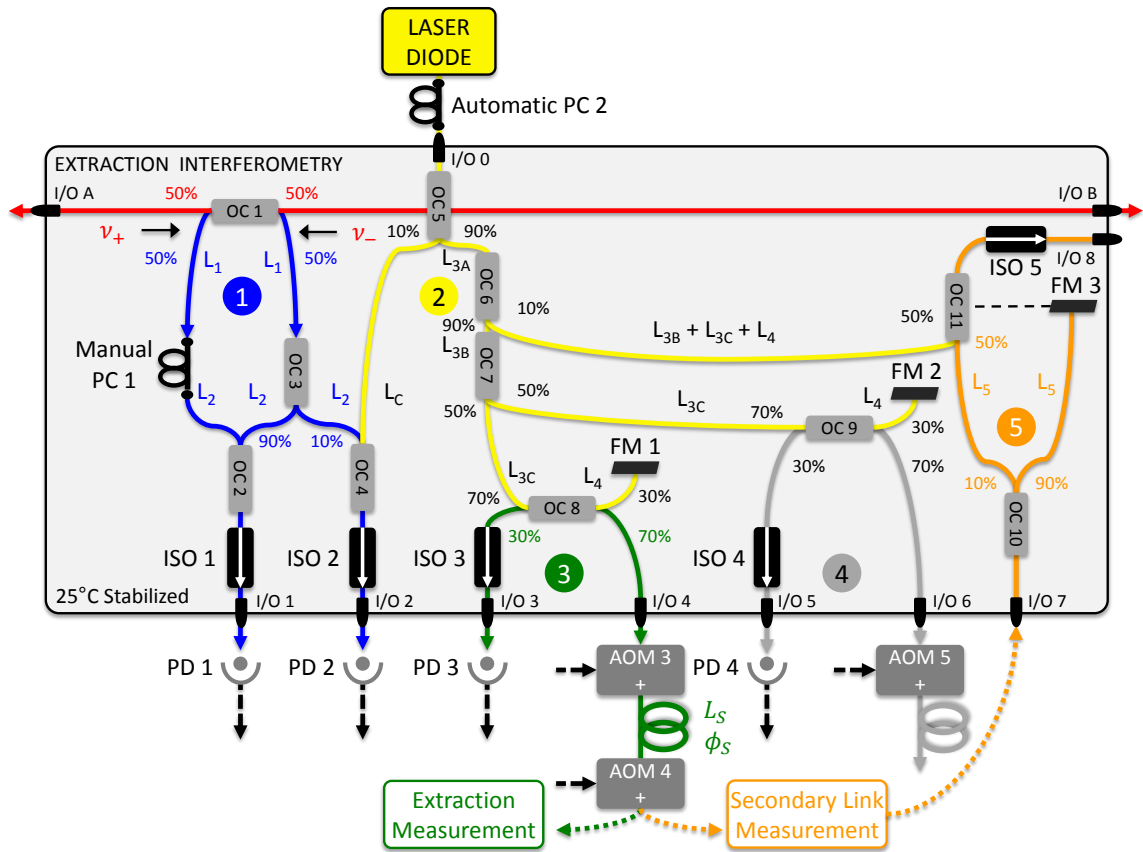 LASER
DIODE
Automatic PC 2
EXTRACTION INTERFEROMETRY
I/O 0
I/O A
50%
OC 1
50%
OC 5
I/O B
ν+
ν−
10%
90%
50%
L1
L1
50%
L3A
ISO 5
I/O 8
1
2
OC 6
10%
FM 3
OC 11
50%
50%
90%
L3B + L3C + L4
Manual
PC 1
OC 3
L3B
OC 7
FM 2
L2
L2
L2
LC
50%
50%
L3C
70%
L4
L5
L5
OC 9
30%
90%
10%
FM 1
5
OC 2
OC 4
L3C
L4
30%
70%
10%
90%
70%
30%
OC 8
30%
70%
OC 10
ISO 1
ISO 2
ISO 3
3
ISO 4
4
25°C Stabilized
I/O 1
I/O 2
I/O 3
I/O 4
I/O 5
I/O 6
I/O 7
PD 1
PD 2
PD 3
AOM 3
+
PD 4
AOM 5
+
LS
ϕS
AOM 4
+
Extraction
Measurement
Secondary Link
Measurement